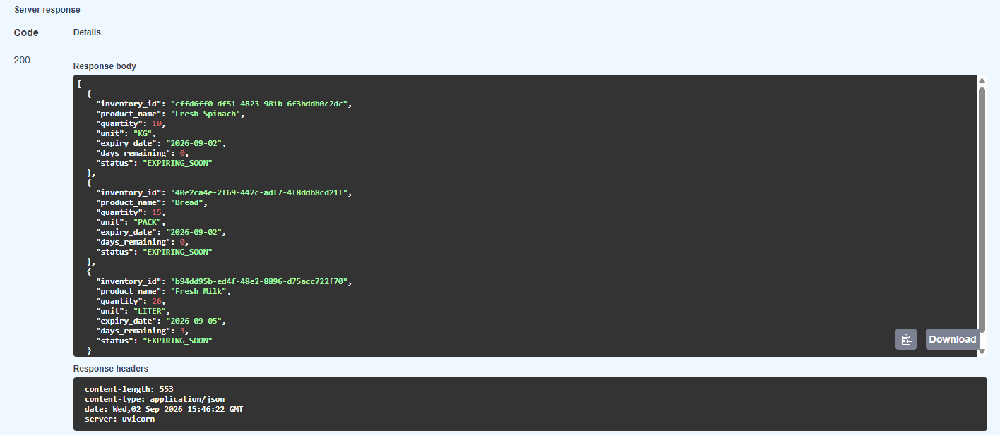 Server response
Code Details
200
Response body
[
  {
    "inventory_id": "cffd6ff0-df51-4823-981b-6f3bddb0c2dc",
    "product_name": "Fresh Spinach",
    "quantity": 10,
    "unit": "KG",
    "expiry_date": "2026-09-02",
    "days_remaining": 0,
    "status": "EXPIRING_SOON"
  },
  {
    "inventory_id": "40e2ca4e-2f69-442c-adf7-4f8ddb8cd21f",
    "product_name": "Bread",
    "quantity": 15,
    "unit": "PACK",
    "expiry_date": "2026-09-02",
    "days_remaining": 0,
    "status": "EXPIRING_SOON"
  },
  {
    "inventory_id": "b94dd95b-ed4f-48e2-8896-d75acc722f70",
    "product_name": "Fresh Milk",
    "quantity": 26,
    "unit": "LITER",
    "expiry_date": "2026-09-05",
    "days_remaining": 3,
    "status": "EXPIRING_SOON"
  }
Download
Response headers
content-length: 553
content-type: application/json
date: Wed,02 Sep 2026 15:46:22 GMT
server: uvicorn